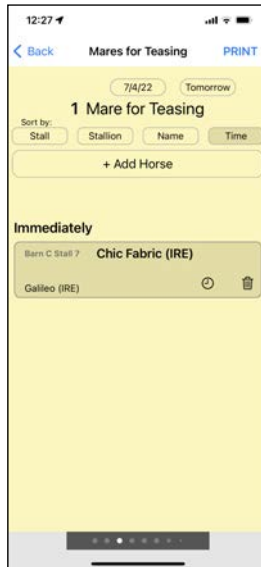 12:27
Back Mares for Teasing PRINT
7/4/22 Tomorrow
1 Mare for Teasing
Sort by:
Stall Stallion Name Time
+ Add Horse
Immediately
Barn C Stall 7 Chic Fabric (IRE)
Galileo (IRE)